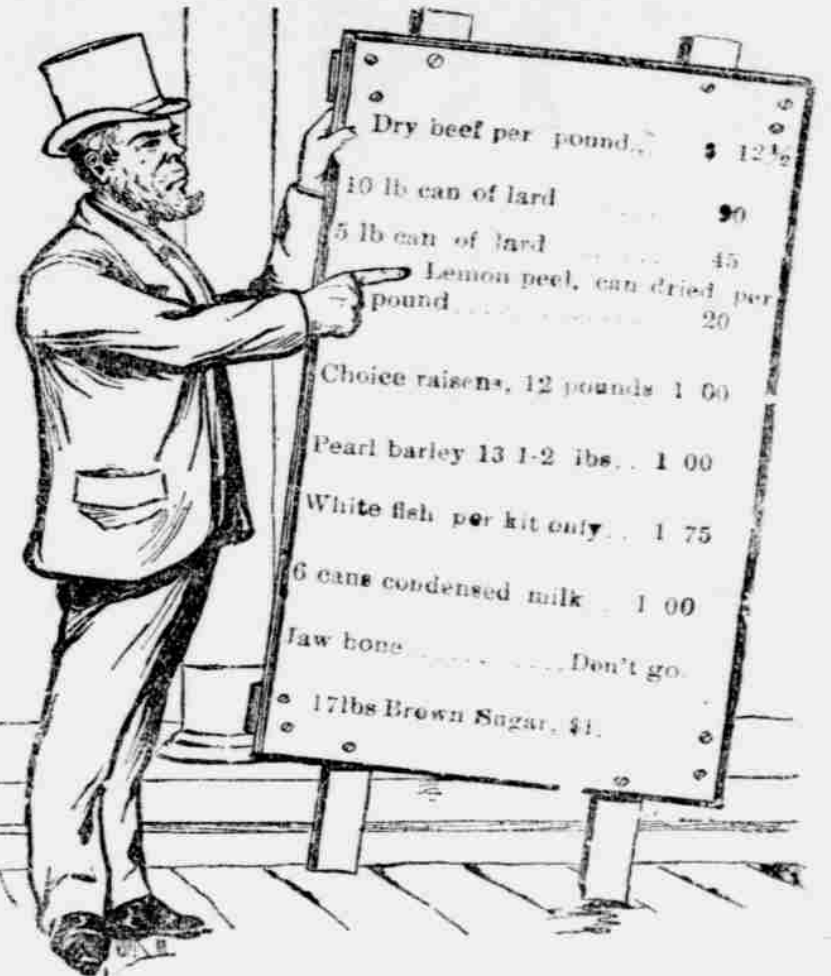 Dry beef per pound... $ 12½
10 lb can of lard ..... 90
5 lb can of lard ...... 45
Lemon peel, can dried per
pound.................... 20
Choice raisens, 12 pounds 1 00
Pearl barley 13 1-2 lbs.. 1 00
White fish per kit only.. 1 75
6 cans condensed milk .. 1 00
Jaw bone..............Don't go.
17lbs Brown Sugar, $1.